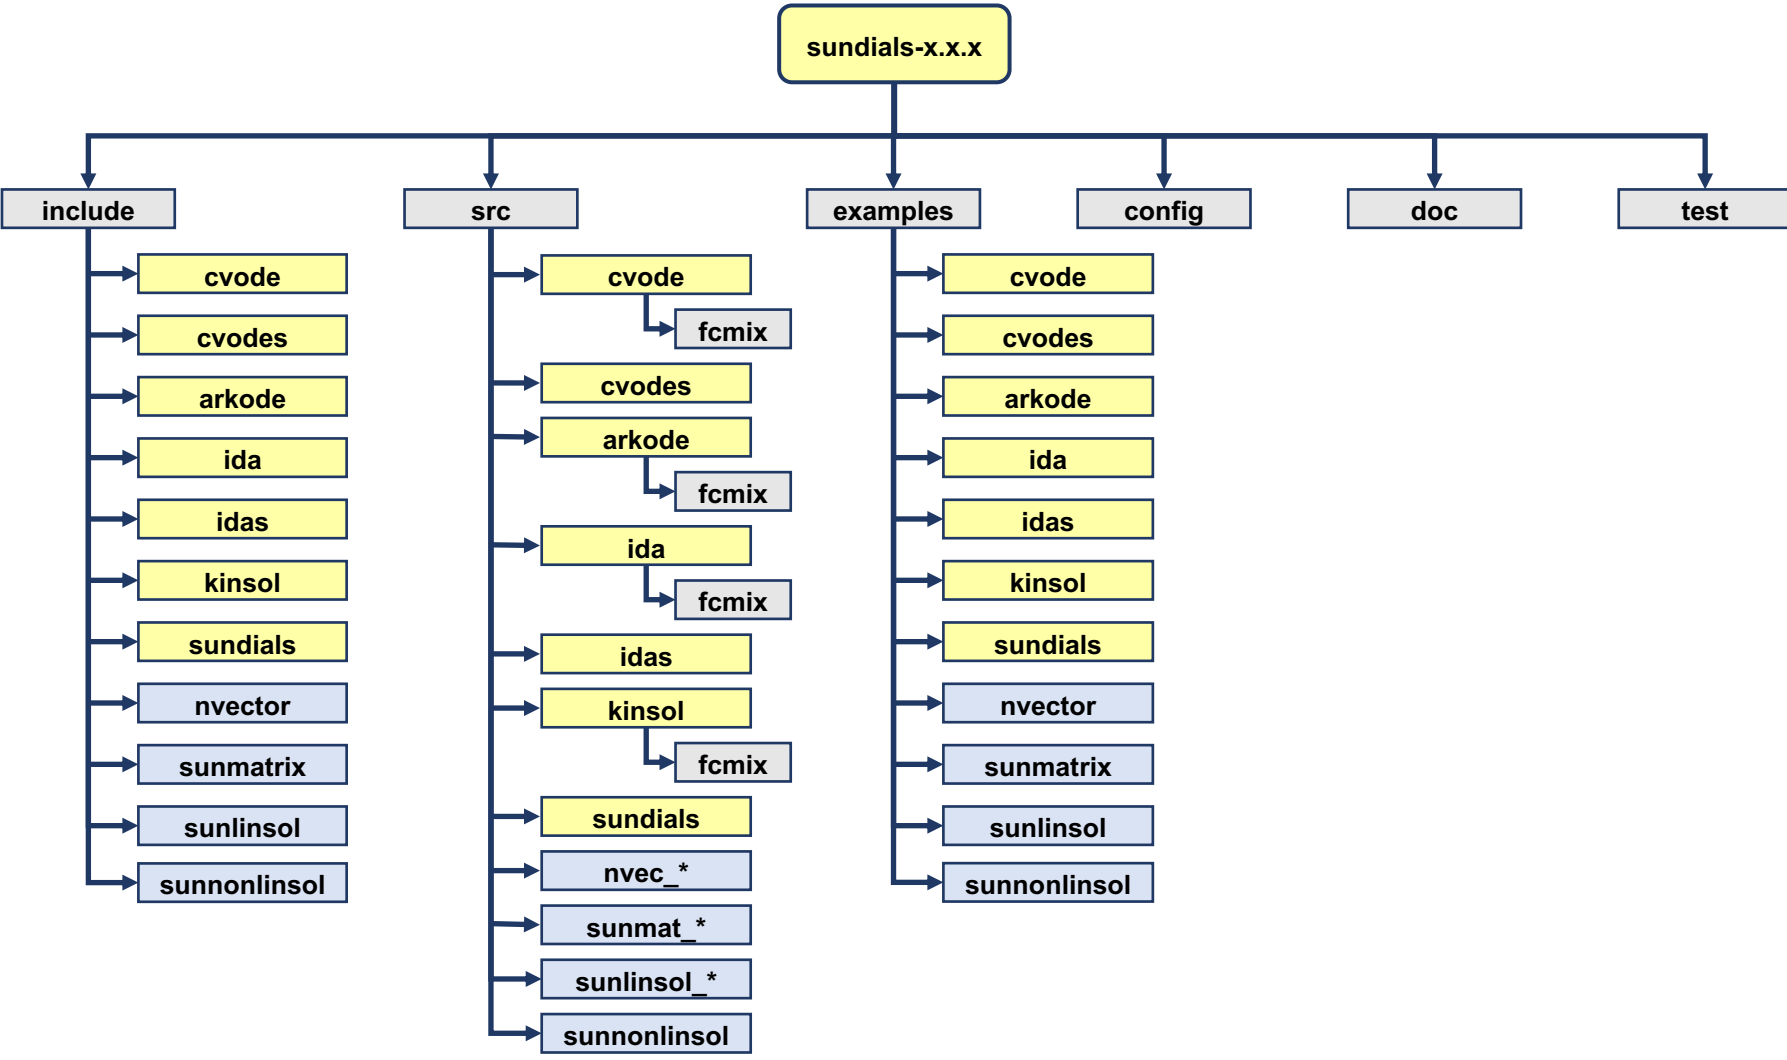 sundials-x.x.x
include
src
examples
config
doc
test
cvode
cvodes
arkode
ida
idas
kinsol
sundials
nvector
sunmatrix
sunlinsol
sunnonlinsol
cvode
fcmix
cvodes
arkode
fcmix
ida
fcmix
idas
kinsol
fcmix
sundials
nvec_*
sunmat_*
sunlinsol_*
sunnonlinsol
cvode
cvodes
arkode
ida
idas
kinsol
sundials
nvector
sunmatrix
sunlinsol
sunnonlinsol